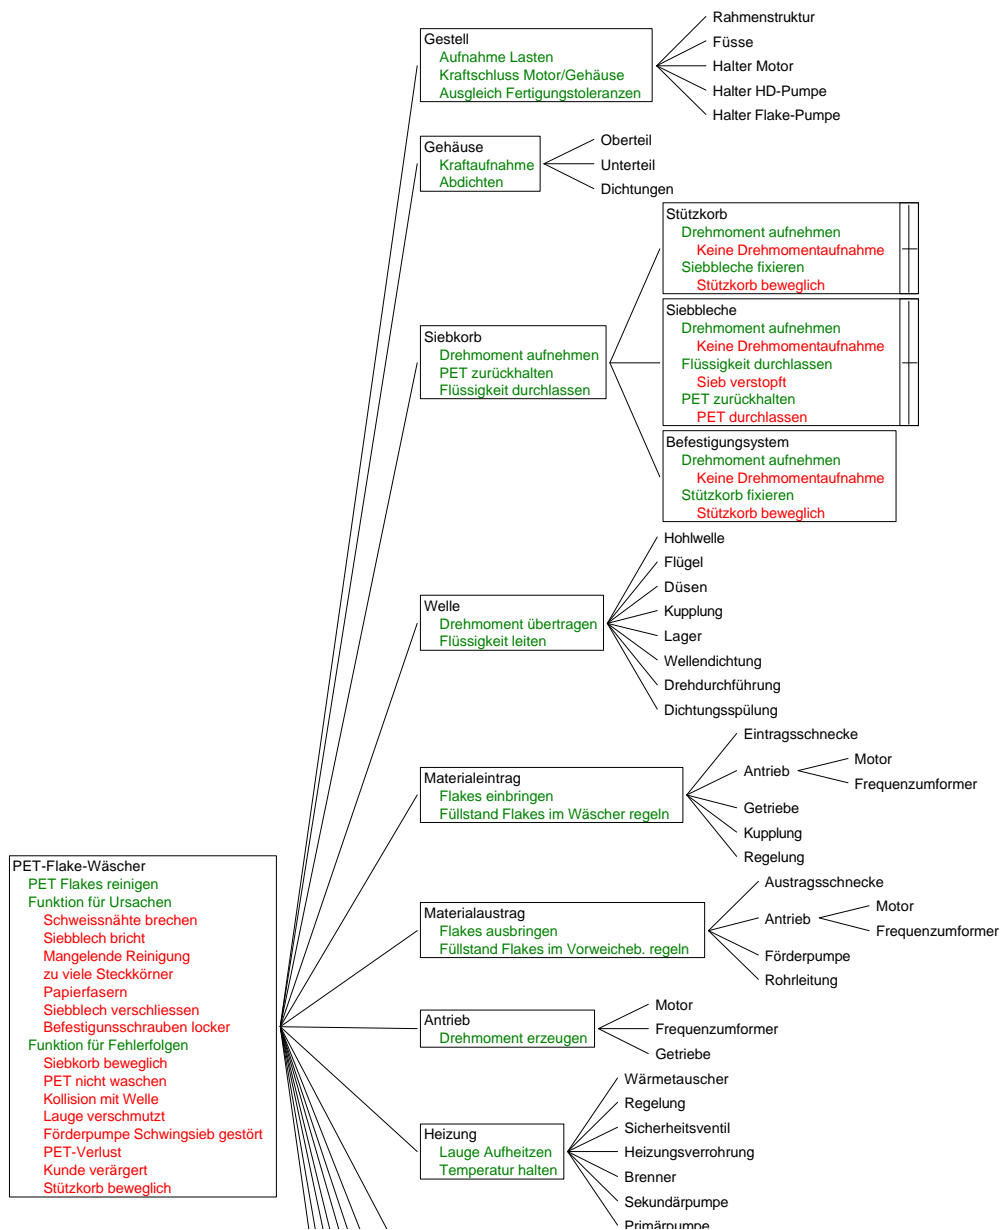 PET-Flake-Wäscher
PET Flakes reinigen
Funktion für Ursachen
Schweissnähte brechen
Siebblech bricht
Mangelende Reinigung
zu viele Steckkörner
Papierfasern
Siebblech verschliessen
Befestigunsschrauben locker
Funktion für Fehlerfolgen
Siebkorb beweglich
PET nicht waschen
Kollision mit Welle
Lauge verschmutzt
Förderpumpe Schwingsieb gestört
PET-Verlust
Kunde verärgert
Stützkorb beweglich
Gestell
Aufnahme Lasten
Kraftschluss Motor/Gehäuse
Ausgleich Fertigungstoleranzen
Rahmenstruktur
Füsse
Halter Motor
Halter HD-Pumpe
Halter Flake-Pumpe
Gehäuse
Kraftaufnahme
Abdichten
Oberteil
Unterteil
Dichtungen
Siebkorb
Drehmoment aufnehmen
PET zurückhalten
Flüssigkeit durchlassen
Stützkorb
Drehmoment aufnehmen
Keine Drehmomentaufnahme
Siebbleche fixieren
Stützkorb beweglich
Siebbleche
Drehmoment aufnehmen
Keine Drehmomentaufnahme
Flüssigkeit durchlassen
Sieb verstopft
PET zurückhalten
PET durchlassen
Befestigungsystem
Drehmoment aufnehmen
Keine Drehmomentaufnahme
Stützkorb fixieren
Stützkorb beweglich
Welle
Drehmoment übertragen
Flüssigkeit leiten
Hohlwelle
Flügel
Düsen
Kupplung
Lager
Wellendichtung
Drehdurchführung
Dichtungsspülung
Materialeintrag
Flakes einbringen
Füllstand Flakes im Wäscher regeln
Eintragsschnecke
Antrieb
Motor
Frequenzumformer
Getriebe
Kupplung
Regelung
Materialaustrag
Flakes ausbringen
Füllstand Flakes im Vorweicheb. regeln
Austragsschnecke
Antrieb
Motor
Frequenzumformer
Förderpumpe
Rohrleitung
Antrieb
Drehmoment erzeugen
Motor
Frequenzumformer
Getriebe
Heizung
Lauge Aufheitzen
Temperatur halten
Wärmetauscher
Regelung
Sicherheitsventil
Heizungsverrohrung
Brenner
Sekundärpumpe
Primärpumpe